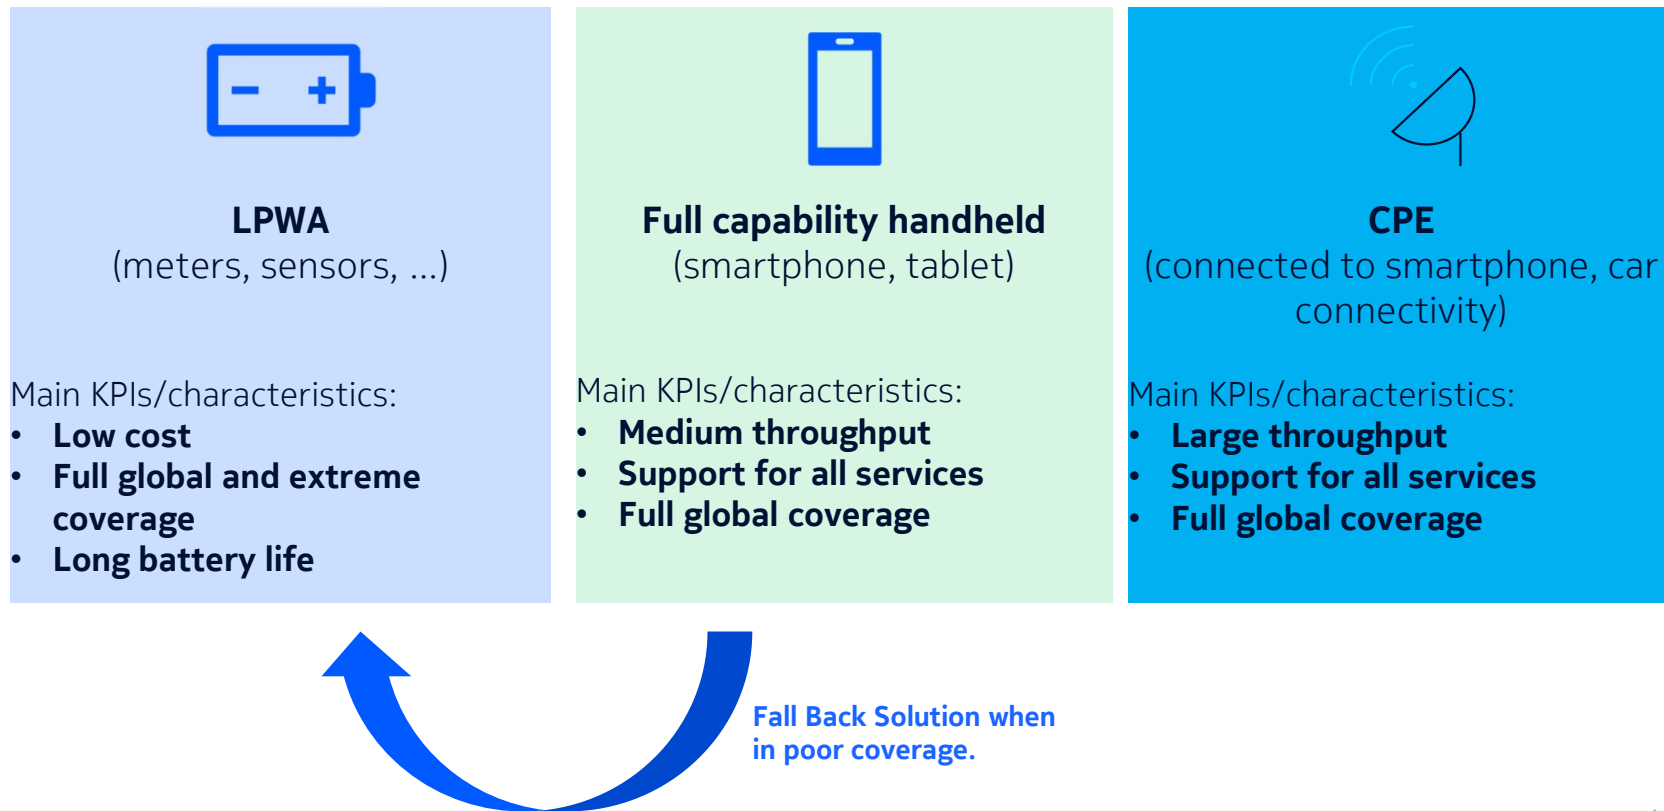 LPWA
(meters, sensors, ...)
Main KPIs/characteristics:
• Low cost
• Full global and extreme
coverage
• Long battery life
Full capability handheld
(smartphone, tablet)
Main KPIs/characteristics:
• Medium throughput
• Support for all services
• Full global coverage
CPE
(connected to smartphone, car
connectivity)
Main KPIs/characteristics:
• Large throughput
• Support for all services
• Full global coverage
Fall Back Solution when
in poor coverage.